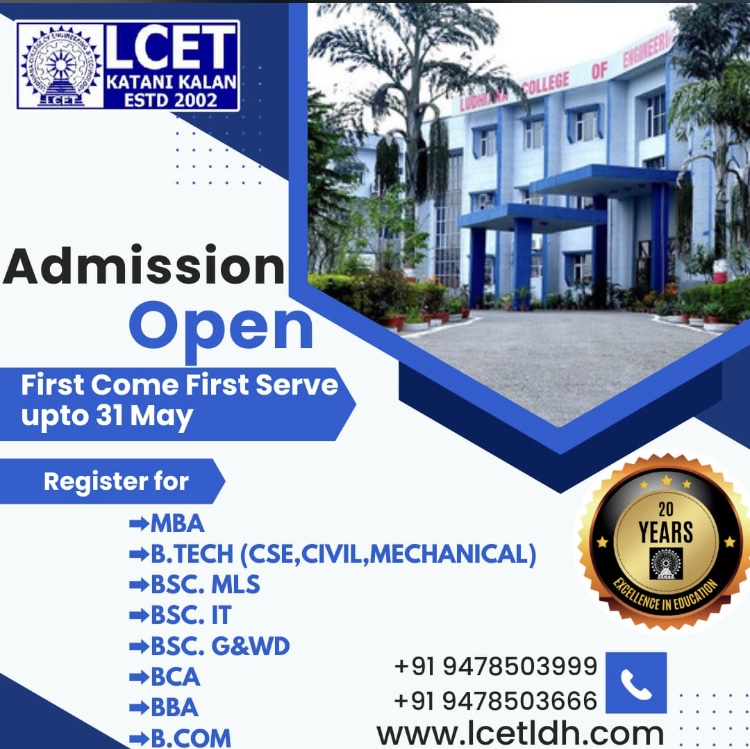 LCET
KATANI KALAN
ESTD 2002
LCET
LUDHIANA COLLEGE OF ENGINEERI
Admission
Open
First Come First Serve
upto 31 May
Register for
➡MBA
➡B.TECH (CSE,CIVIL,MECHANICAL)
➡BSC. MLS
➡BSC. IT
➡BSC. G&WD
➡BCA
➡BBA
➡B.COM
20
YEARS
EXCELLENCE IN EDUCATION
+91 9478503999
+91 9478503666
www.lcetldh.com